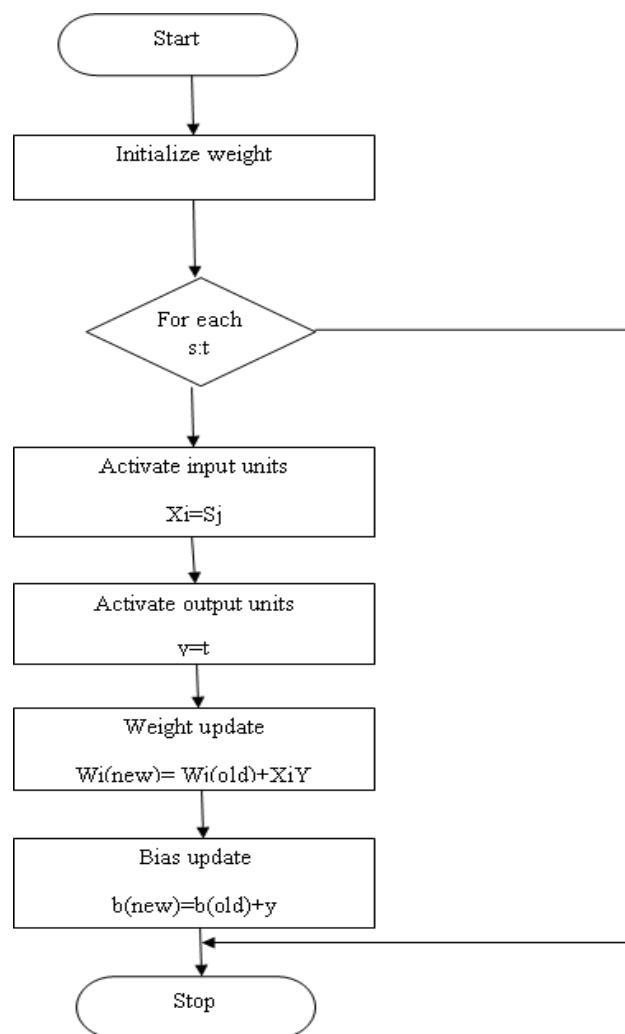 Start
Initialize weight
For each
s:t
Activate input units
Xi=Sj
Activate output units
y=t
Weight update
Wi(new)= Wi(old)+XiY
Bias update
b(new)=b(old)+y
Stop